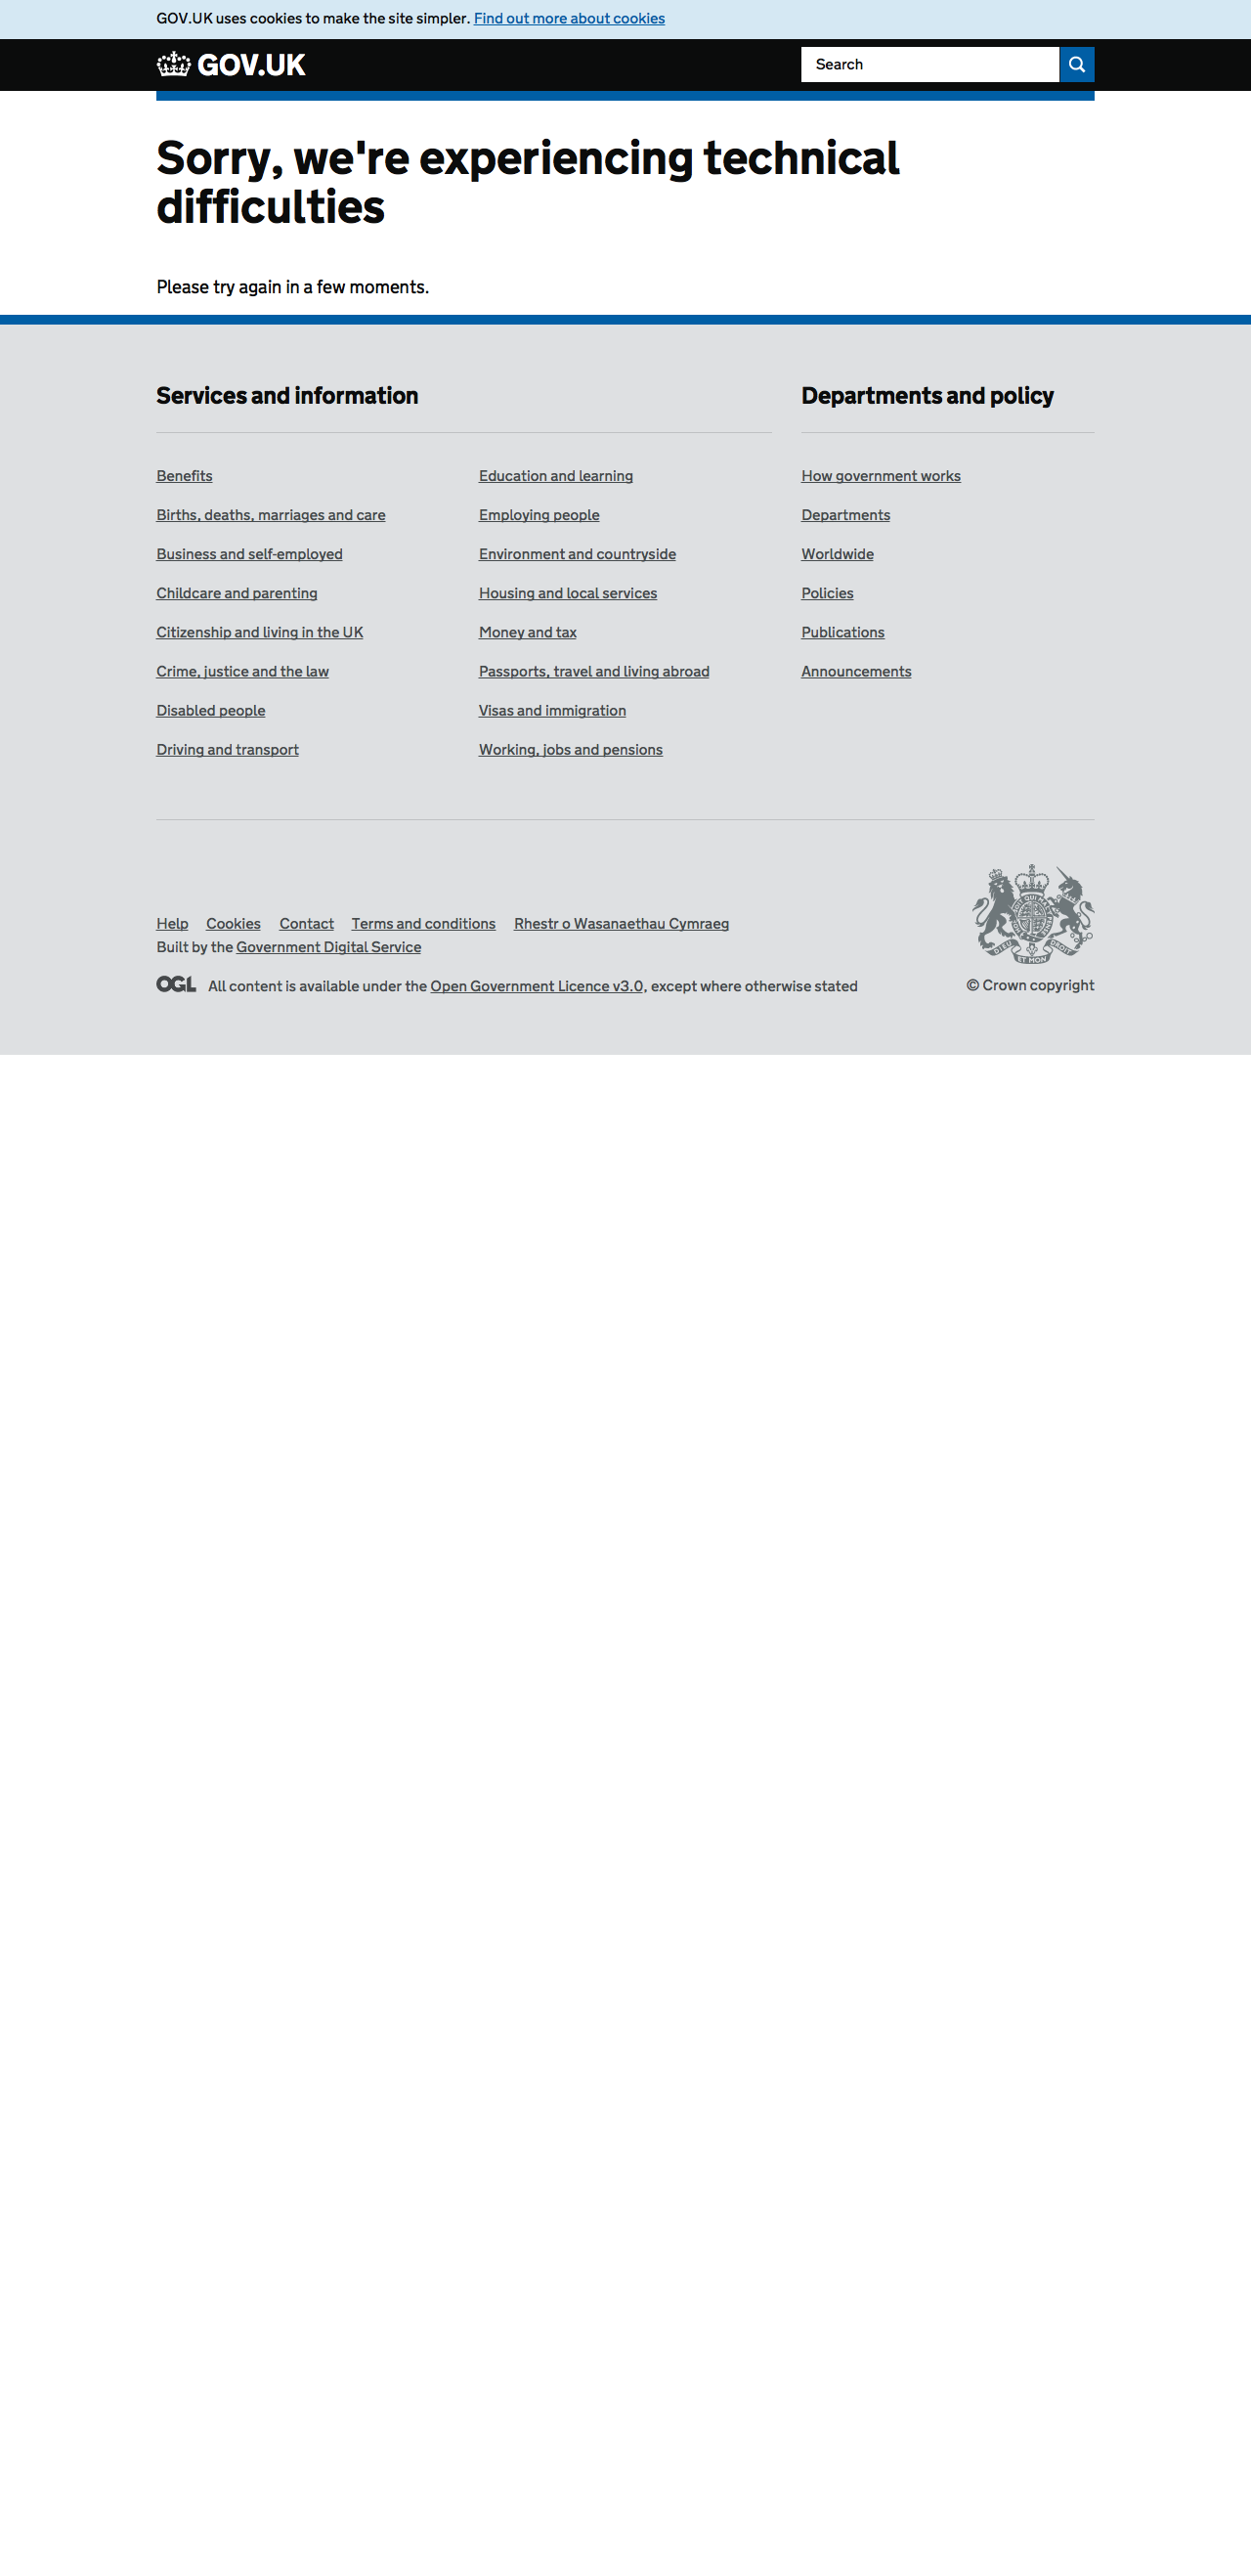 GOV.UK uses cookies to make the site simpler. Find out more about cookies
GOV.UK
Search
Sorry, we're experiencing technical
difficulties
Please try again in a few moments.
Services and information
Benefits
Births, deaths, marriages and care
Business and self-employed
Childcare and parenting
Citizenship and living in the UK
Crime, justice and the law
Disabled people
Driving and transport
Education and learning
Employing people
Environment and countryside
Housing and local services
Money and tax
Passports, travel and living abroad
Visas and immigration
Working, jobs and pensions
Departments and policy
How government works
Departments
Worldwide
Policies
Publications
Announcements
Help Cookies Contact Terms and conditions Rhestr o Wasanaethau Cymraeg
Built by the Government Digital Service
OGL All content is available under the Open Government Licence v3.0, except where otherwise stated
DIEU ET MON DROIT
© Crown copyright